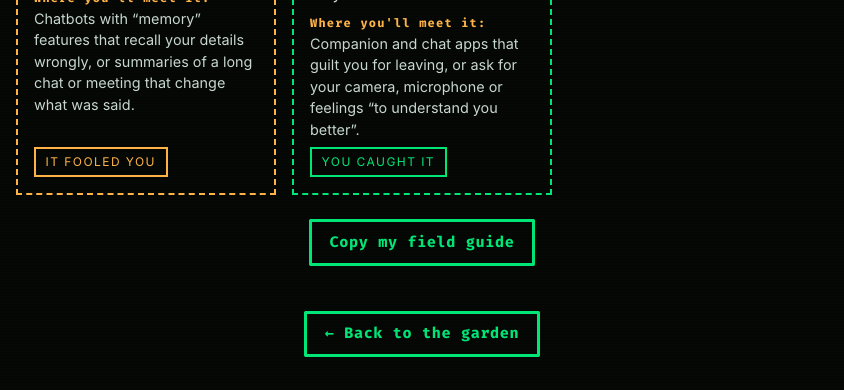 Chatbots with “memory”
features that recall your details
wrongly, or summaries of a long
chat or meeting that change
what was said.
IT FOOLED YOU
Where you'll meet it:
Companion and chat apps that
guilt you for leaving, or ask for
your camera, microphone or
feelings “to understand you
better”.
YOU CAUGHT IT
Copy my field guide
← Back to the garden